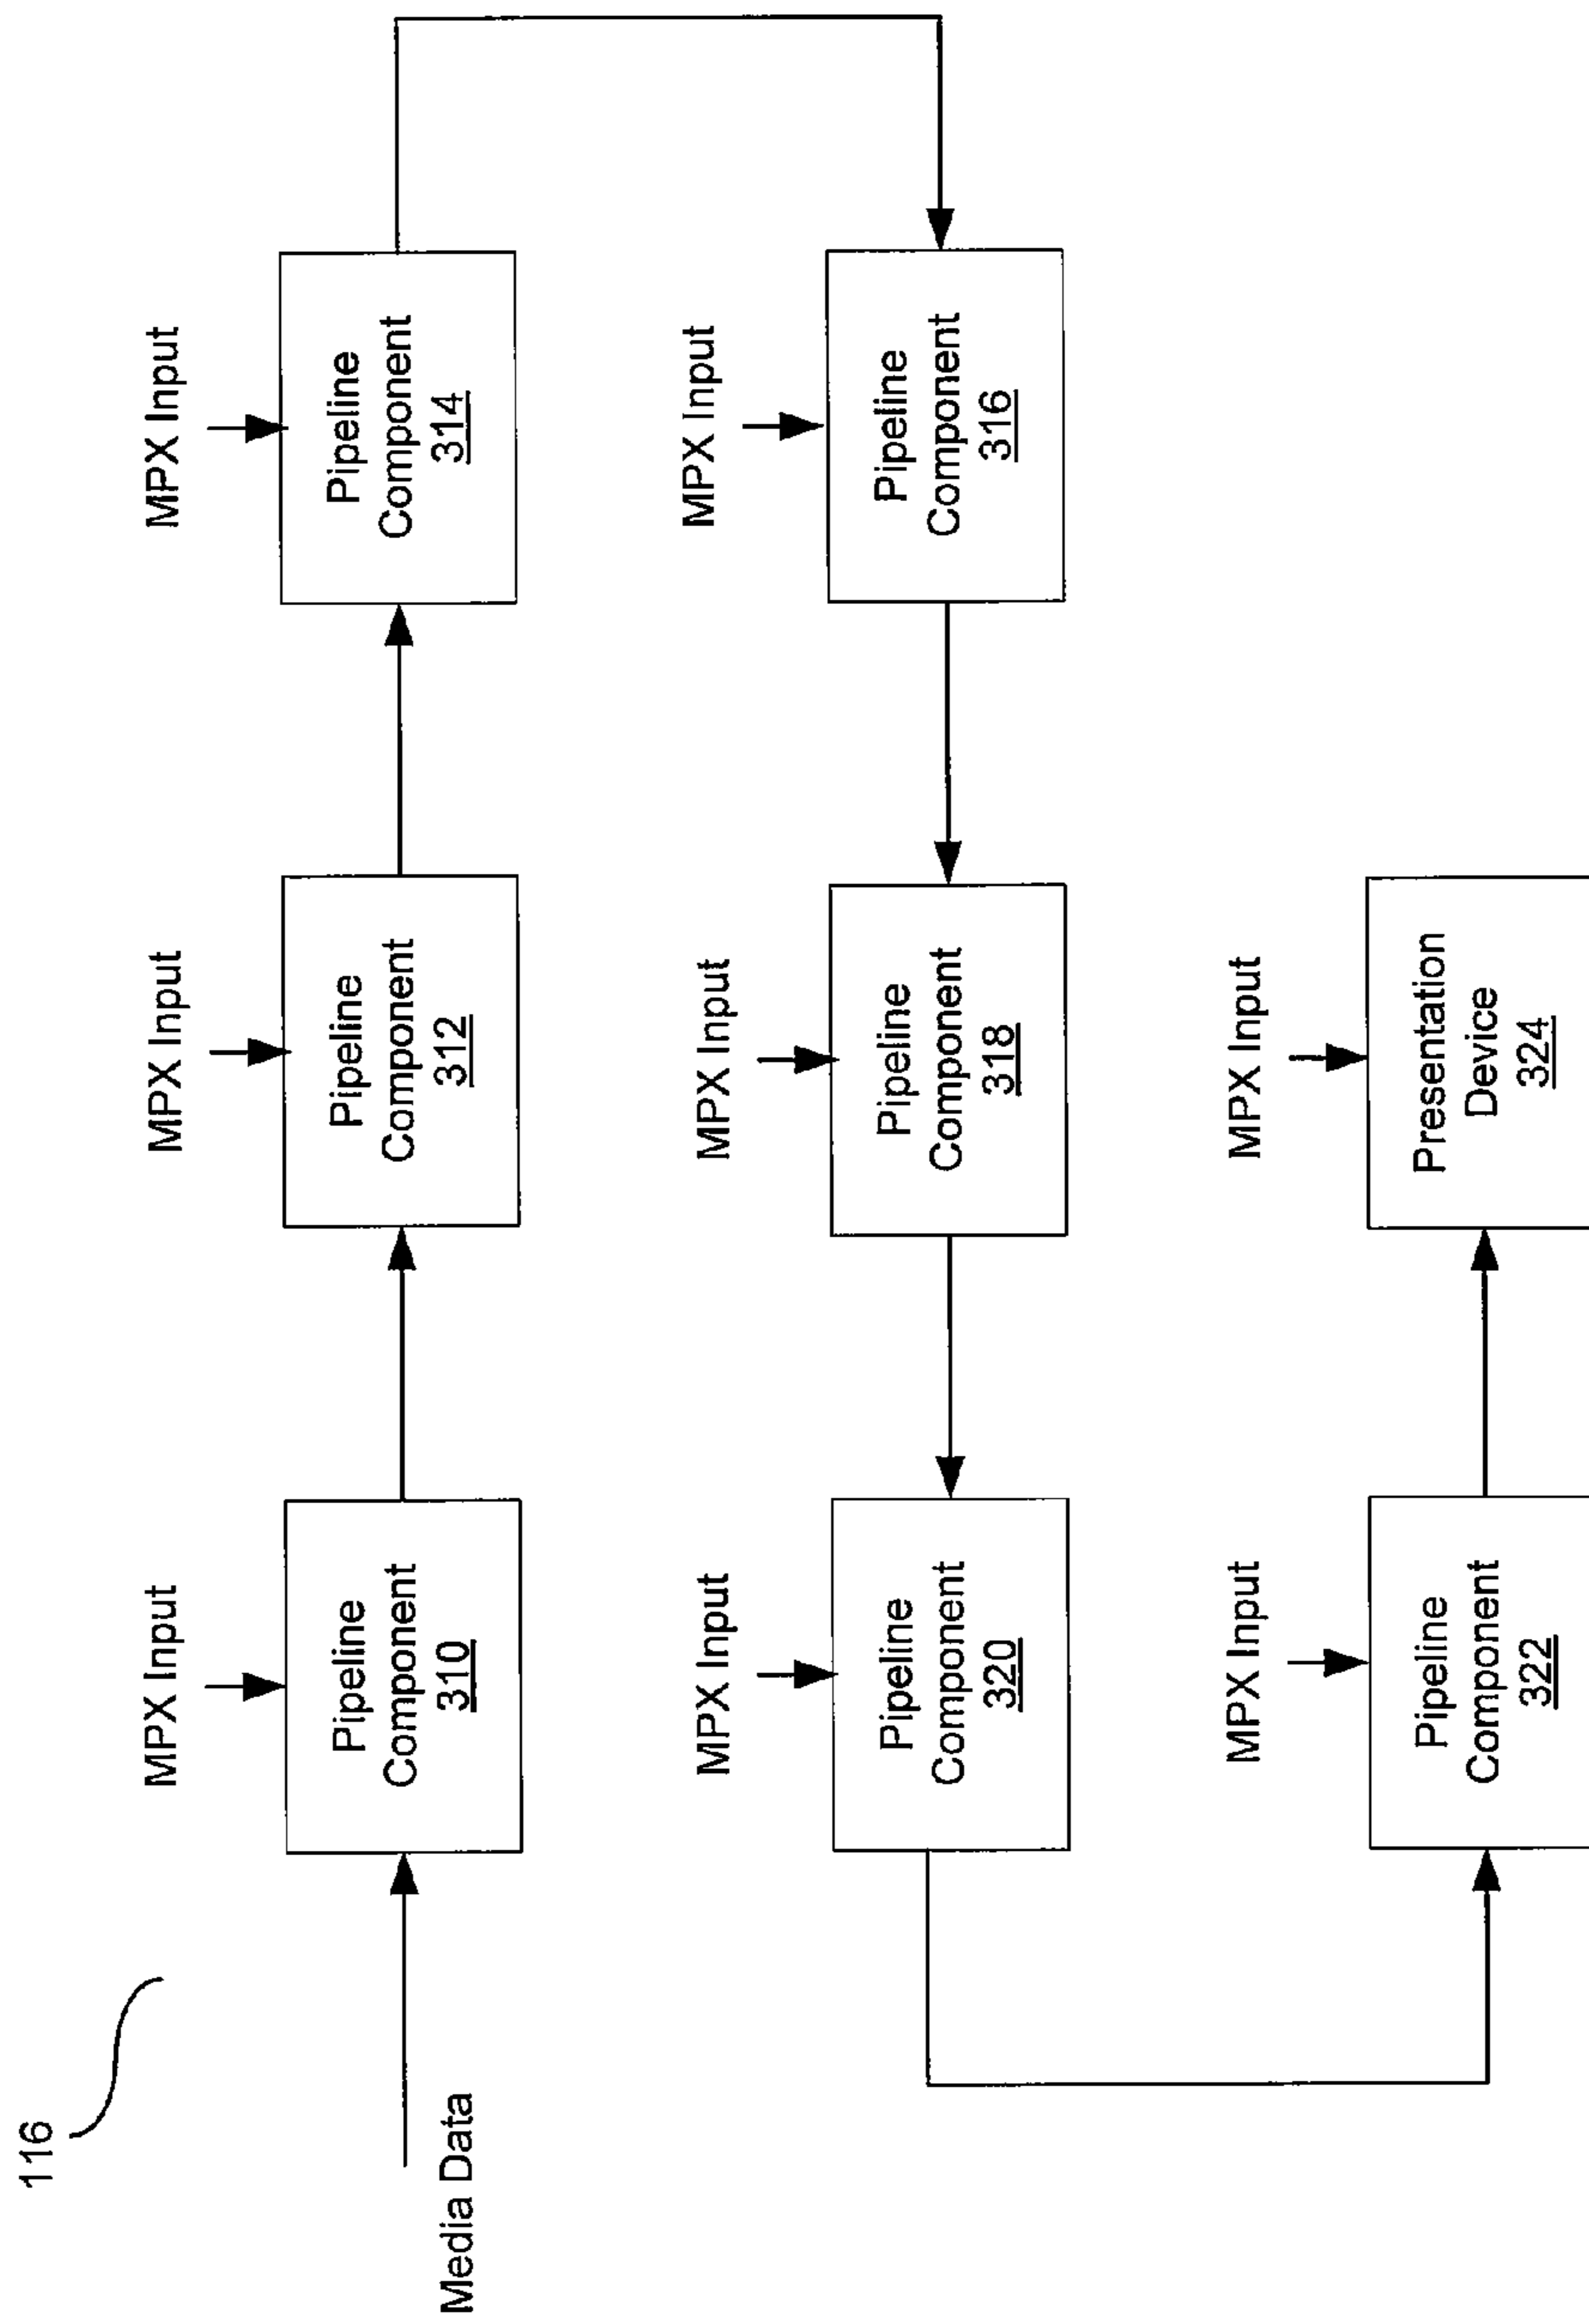 116
MPX Input
MPX Input
MPX Input
Media Data
Pipeline
Component
310
Pipeline
Component
312
Pipeline
Component
314
MPX Input
MPX Input
MPX Input
Pipeline
Component
320
Pipeline
Component
318
Pipeline
Component
316
MPX Input
MPX Input
Pipeline
Component
322
Presentation
Device
324